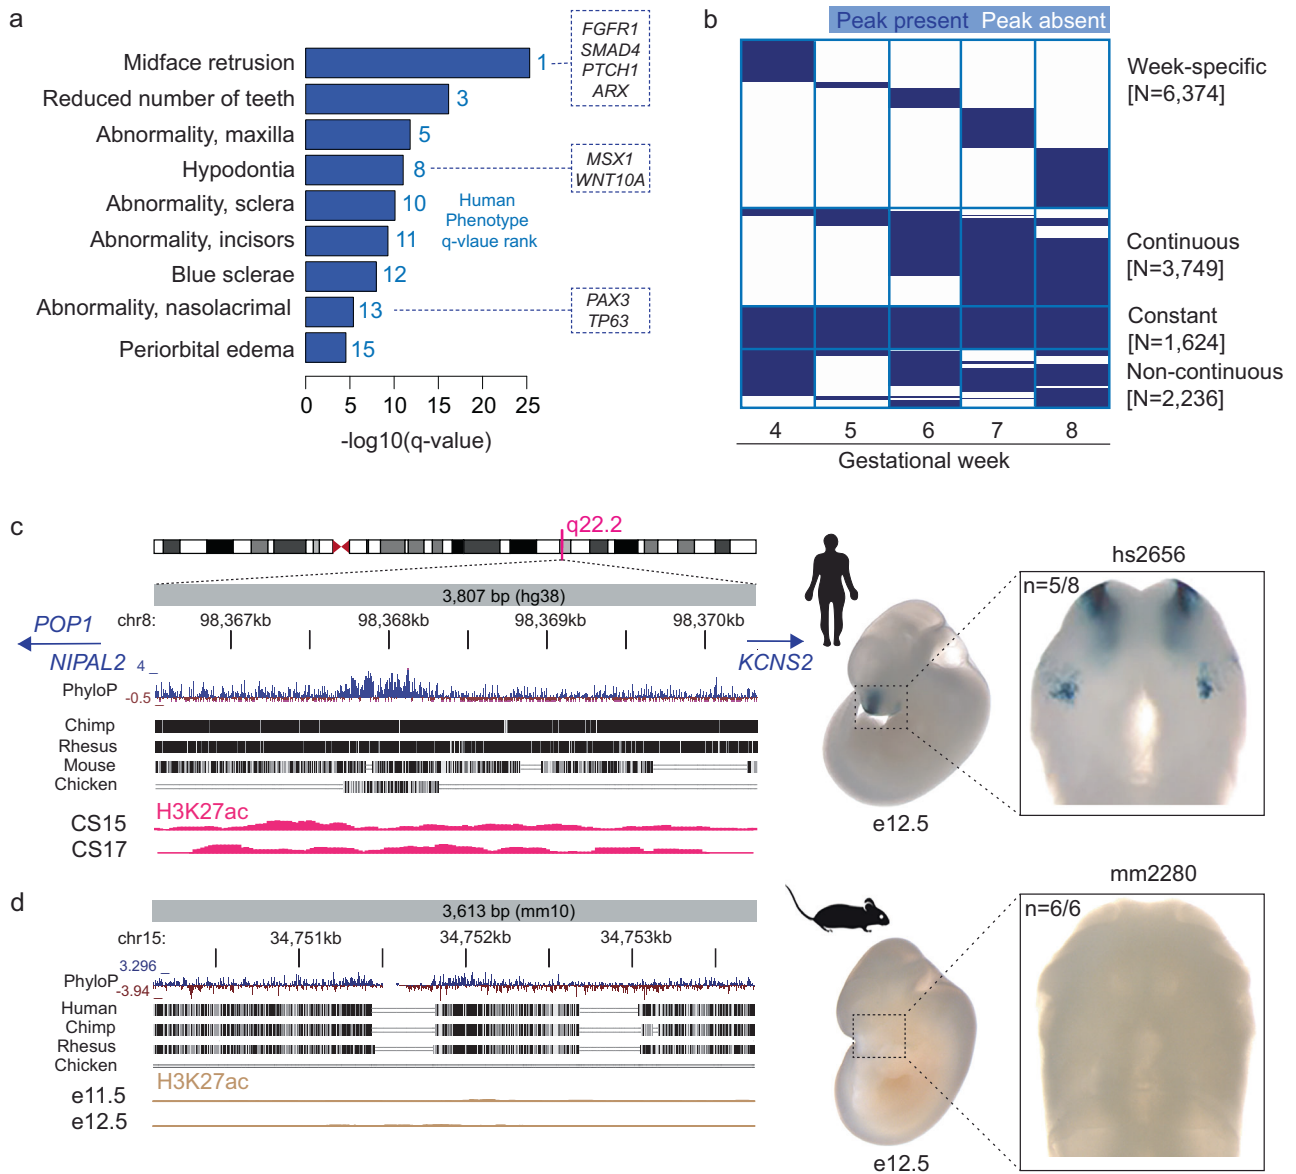 a
Midface retrusion
1
FGFR1
SMAD4
PTCH1
ARX
Reduced number of teeth
3
Abnormality, maxilla
5
Hypodontia
8
MSX1
WNT10A
Abnormality, sclera
10
Human
Phenotype
q-vlaue rank
Abnormality, incisors
11
Blue sclerae
12
Abnormality, nasolacrimal
13
PAX3
TP63
Periorbital edema
15
0 5 10 15 20 25
-log10(q-value)
b
Peak present Peak absent
Week-specific
[N=6,374]
Continuous
[N=3,749]
Constant
[N=1,624]
Non-continuous
[N=2,236]
4 5 6 7 8
Gestational week
c
q22.2
3,807 bp (hg38)
chr8: 98,367kb 98,368kb 98,369kb 98,370kb
POP1
NIPAL2
KCNS2
4
PhyloP
-0.5
Chimp
Rhesus
Mouse
Chicken
H3K27ac
CS15
CS17
e12.5
hs2656
n=5/8
d
3,613 bp (mm10)
chr15: 34,751kb 34,752kb 34,753kb
3.296
PhyloP
-3.94
Human
Chimp
Rhesus
Chicken
H3K27ac
e11.5
e12.5
e12.5
mm2280
n=6/6